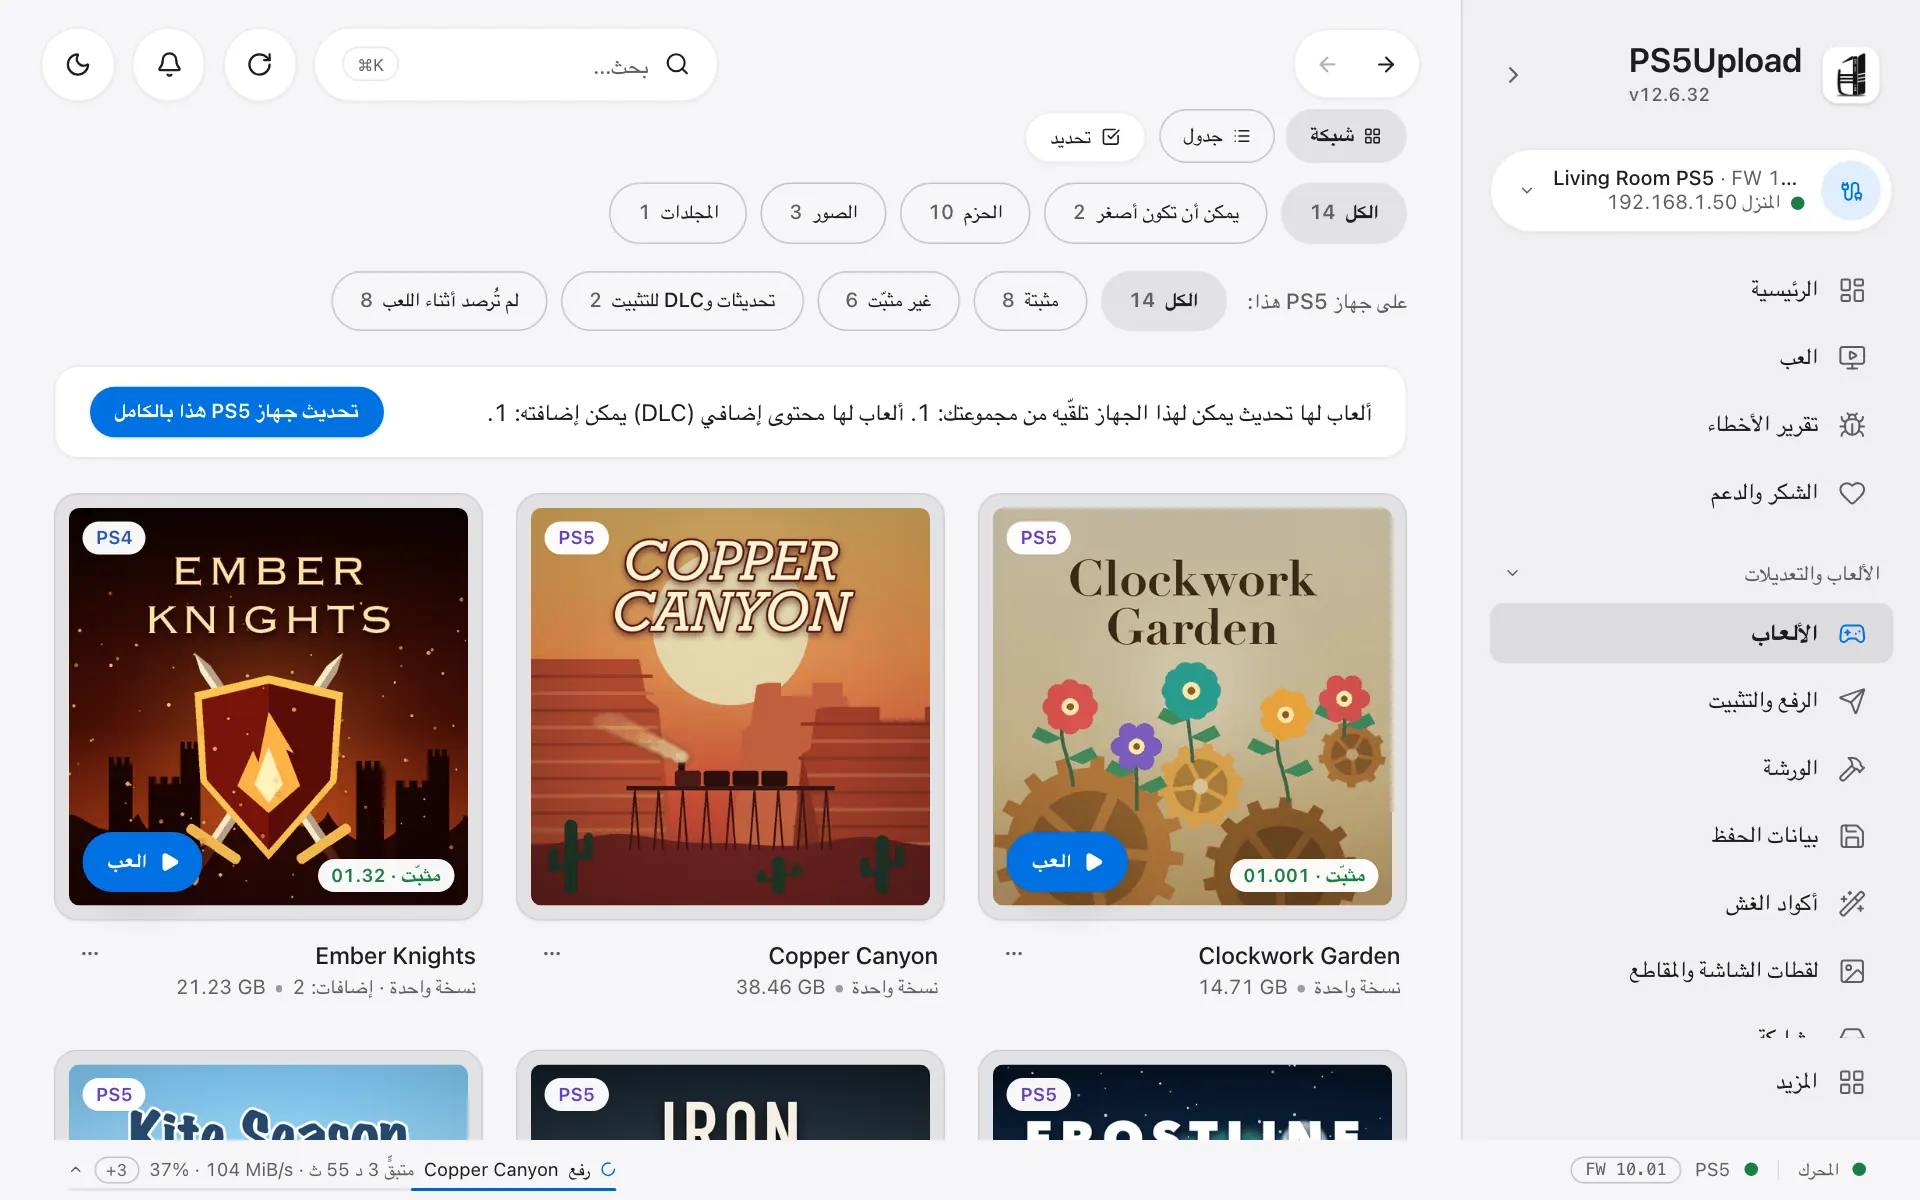 PS5Upload
v12.6.32
Living Room PS5 · FW 1...
المنزل 192.168.1.50
الرئيسية
العب
تقرير الأخطاء
الشكر والدعم
الألعاب والتعديلات
الألعاب
الرفع والتثبيت
الورشة
بيانات الحفظ
أكواد الغش
لقطات الشاشة والمقاطع
المزيد
المحرك
PS5
FW 10.01
بحث...
⌘K
شبكة
جدول
تحديد
الكل 14
يمكن أن تكون أصغر 2
الحزم 10
الصور 3
المجلدات 1
على جهاز PS5 هذا:
الكل 14
مثبتة 8
غير مثبّت 6
تحديثات وDLC للتثبيت 2
لم تُرصد أثناء اللعب 8
ألعاب لها تحديث يمكن لهذا الجهاز تلقّيه من مجموعتك: 1. ألعاب لها محتوى إضافي (DLC) يمكن إضافته: 1.
تحديث جهاز PS5 هذا بالكامل
PS5
Clockwork
Garden
العب
مثبّت · 01.001
Clockwork Garden
نسخة واحدة • 14.71 GB
PS5
COPPER
CANYON
Copper Canyon
نسخة واحدة • 38.46 GB
PS4
EMBER
KNIGHTS
العب
مثبّت · 01.32
Ember Knights
نسخة واحدة · إضافات: 2 • 21.23 GB
PS5
FROSTLINE
PS5
IRON
PS5
Kite Season
رفع Copper Canyon
37% · 104 MiB/s · متبقٍّ 3 د 55 ث
+3